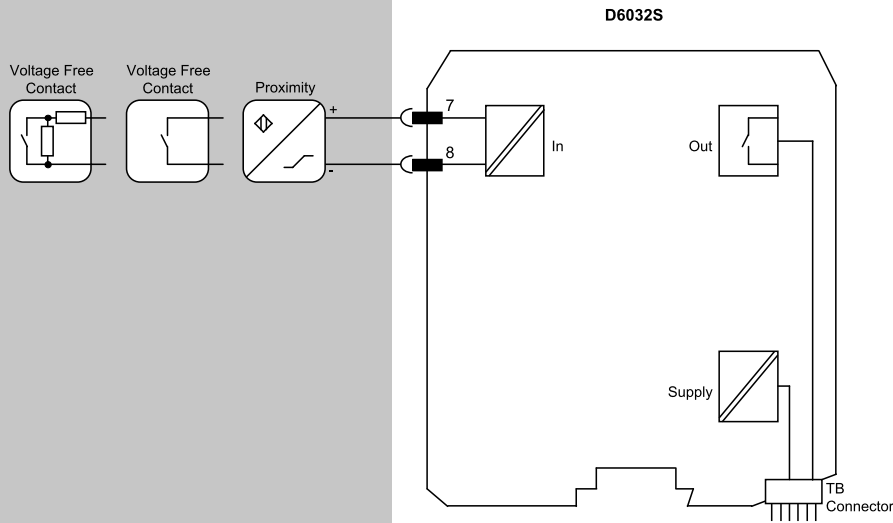 D6032S
Voltage Free
Contact
Voltage Free
Contact
Proximity
+
-
7
8
In
Out
Supply
TB
Connector